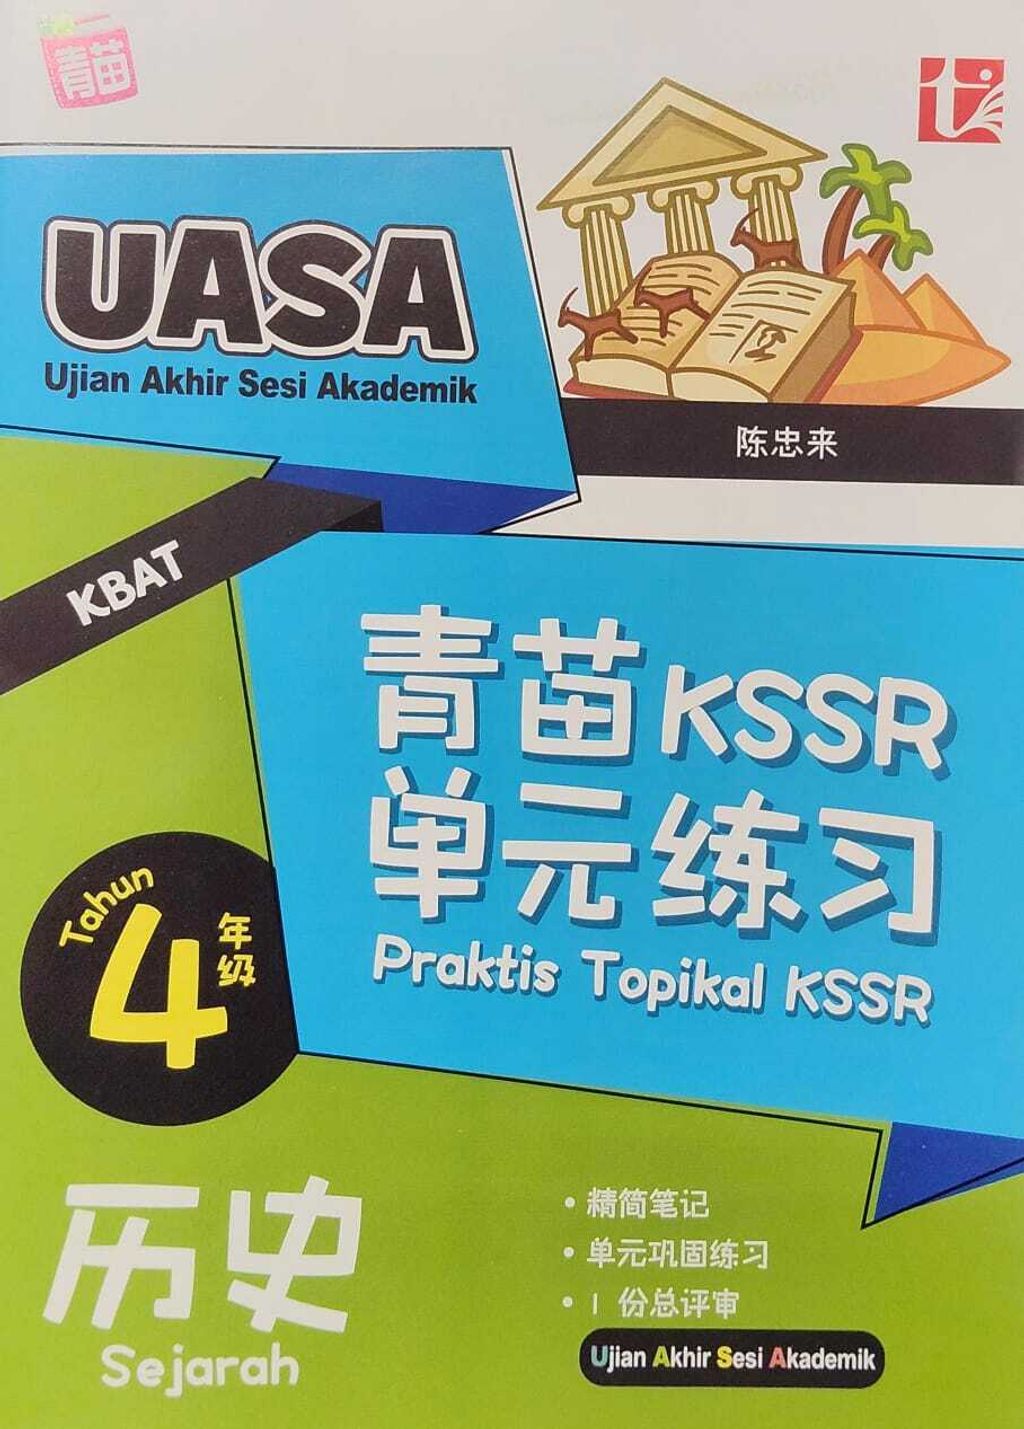 青苗
UASA
Ujian Akhir Sesi Akademik
陈忠来
KBAT
青苗KSSR
单元练习
Praktis Topikal KSSR
Tahun
4
年级
历史
Sejarah
• 精简笔记
• 单元巩固练习
• 1 份总评审
Ujian Akhir Sesi Akademik